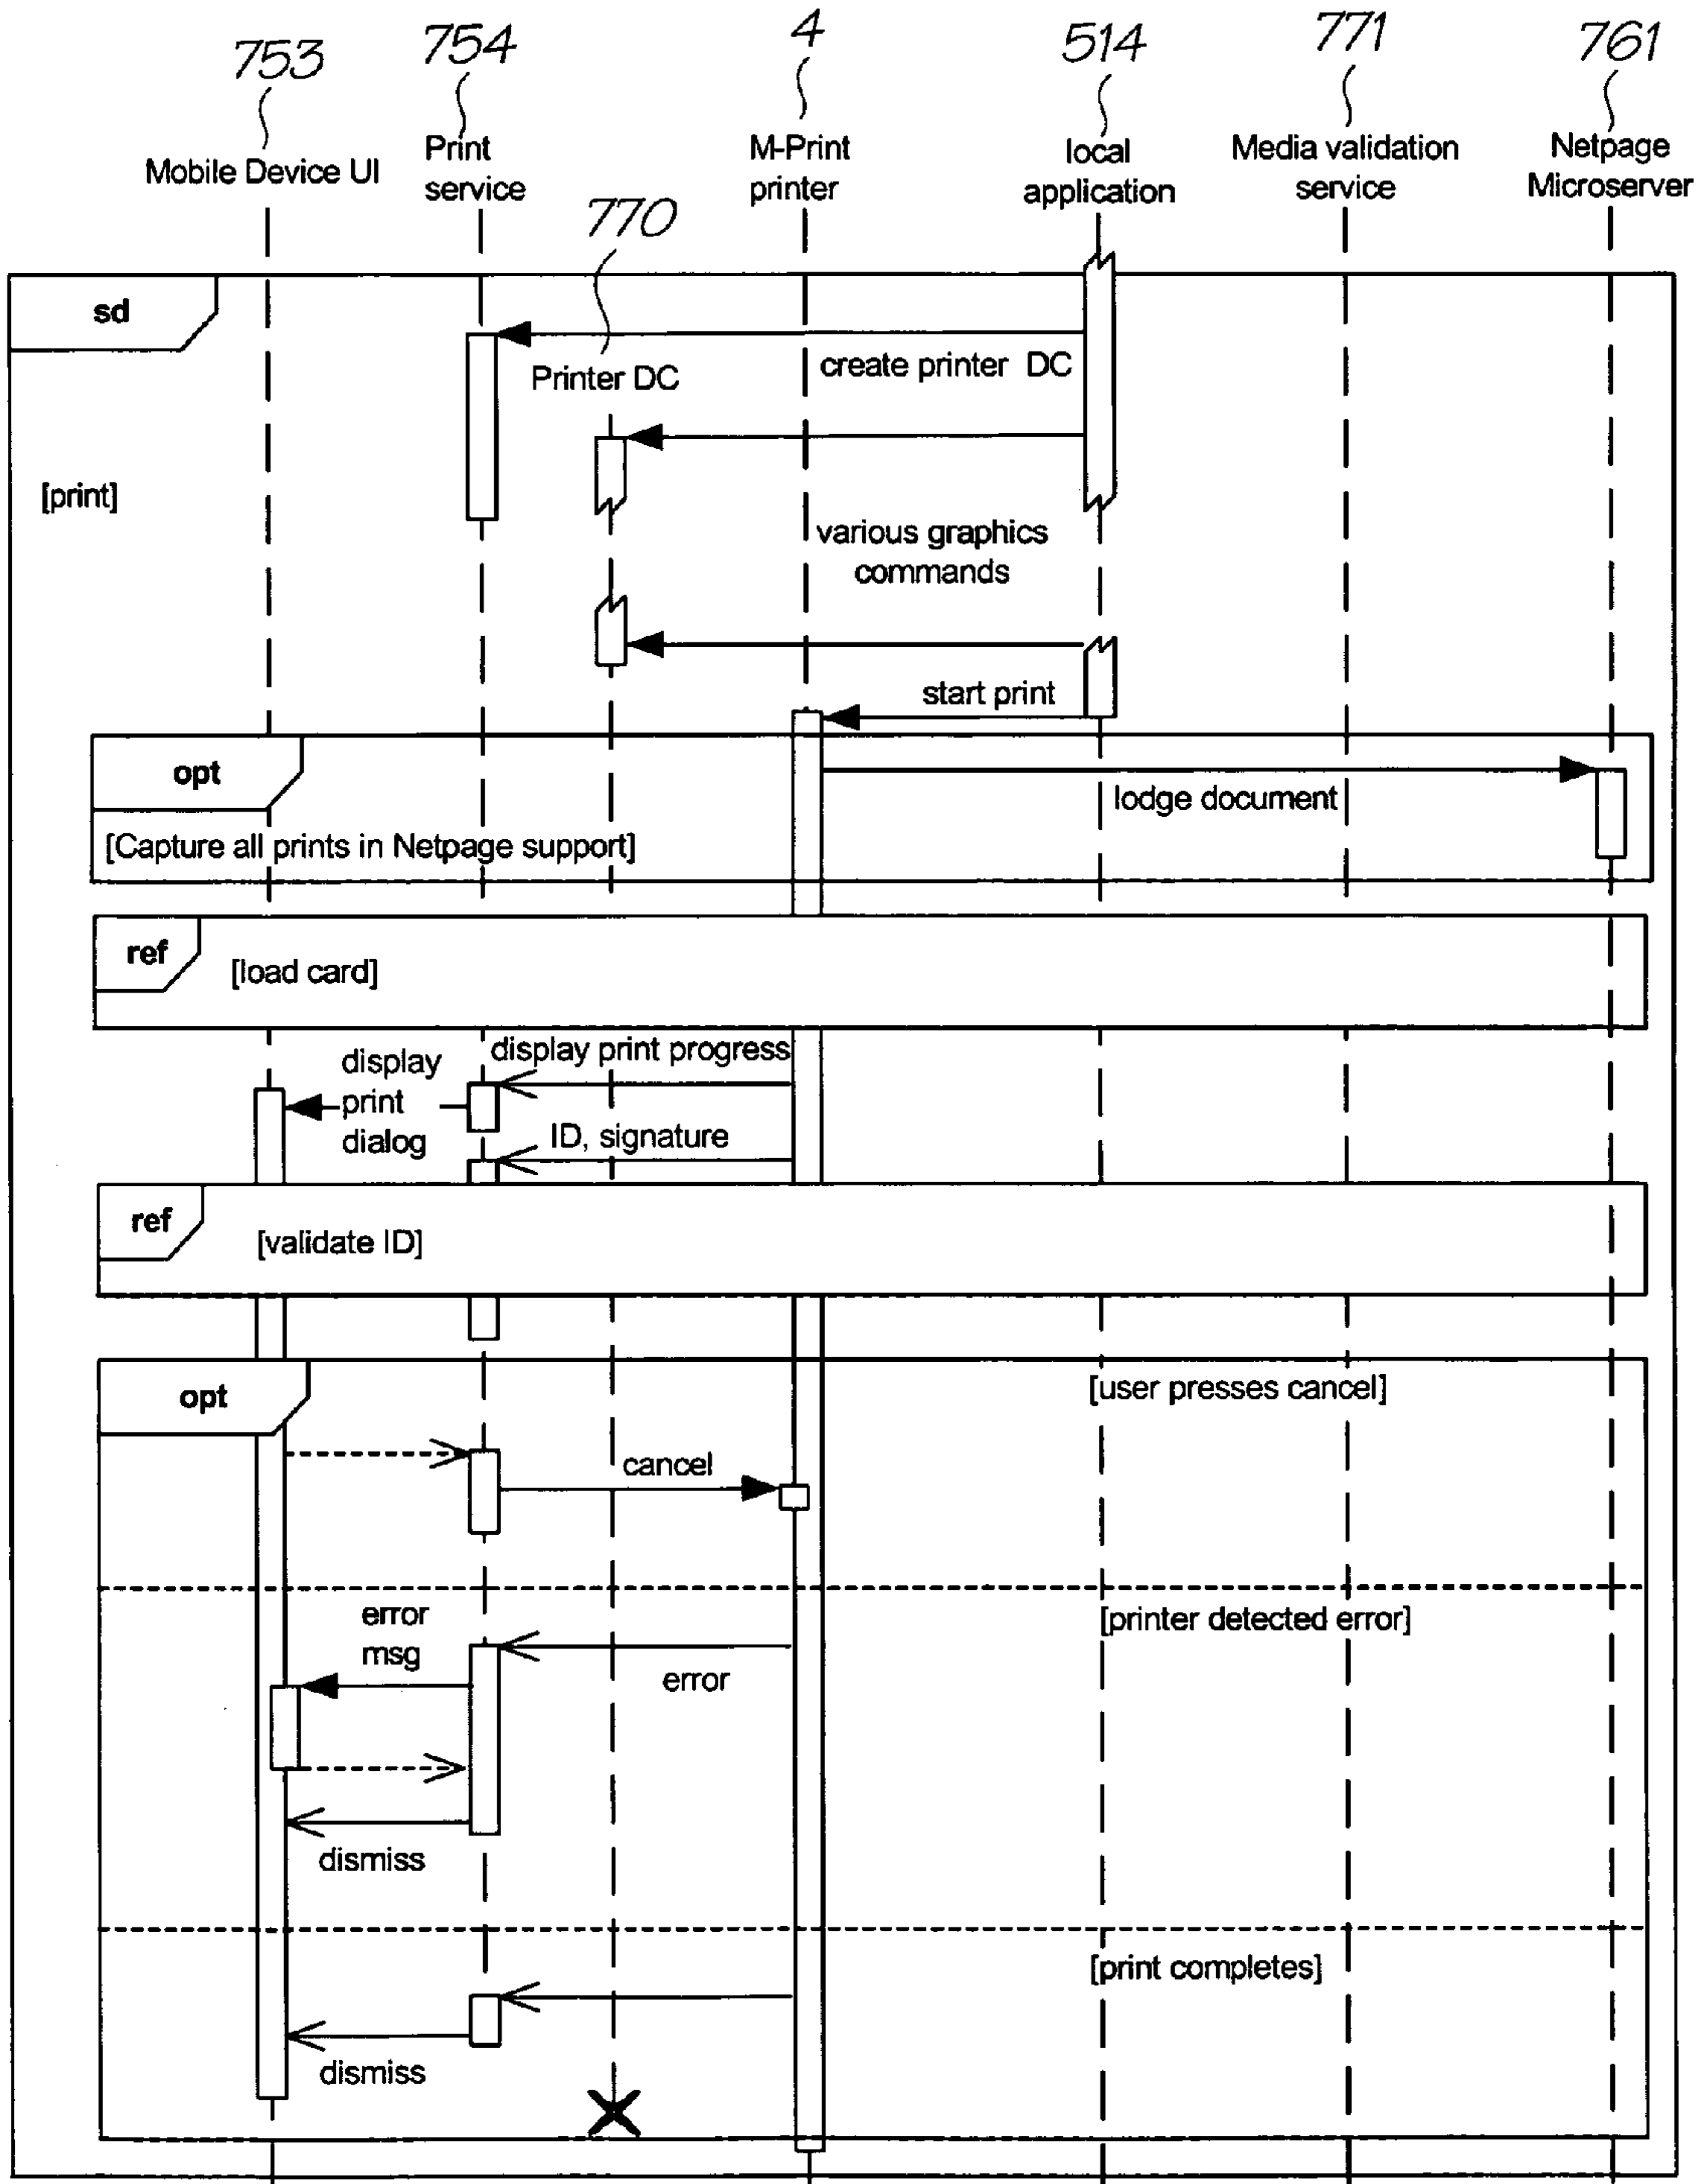 753
754
4
514
771
761
Mobile Device UI
Print
service
M-Print
printer
local
application
Media validation
service
Netpage
Microserver
770
sd
Printer DC
create printer DC
[print]
various graphics
commands
start print
opt
lodge document
[Capture all prints in Netpage support]
ref
[load card]
display print progress
display
print
dialog
ID, signature
ref
[validate ID]
opt
[user presses cancel]
cancel
error
msg
[printer detected error]
error
dismiss
[print completes]
dismiss